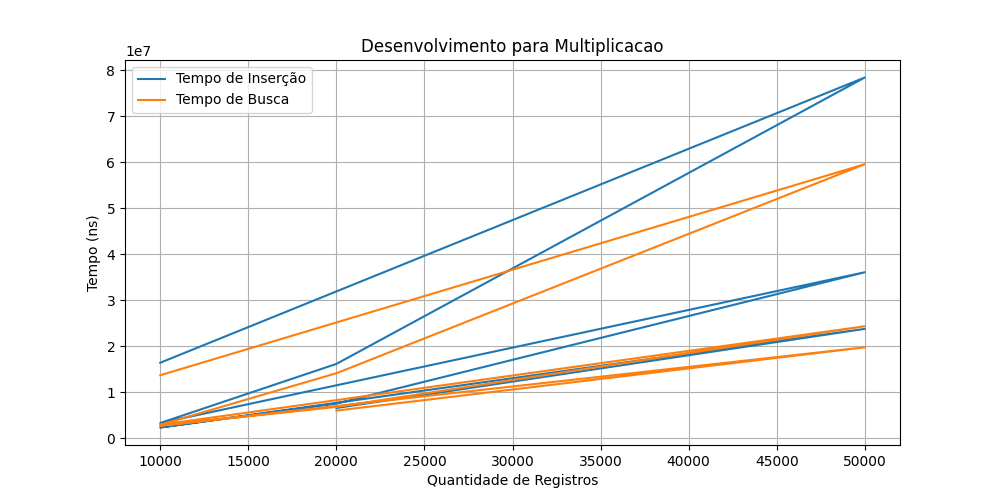 Desenvolvimento para Multiplicacao
1e7
Tempo de Inserção
Tempo de Busca
8
7
6
5
4
3
2
1
0
Tempo (ns)
10000 15000 20000 25000 30000 35000 40000 45000 50000
Quantidade de Registros